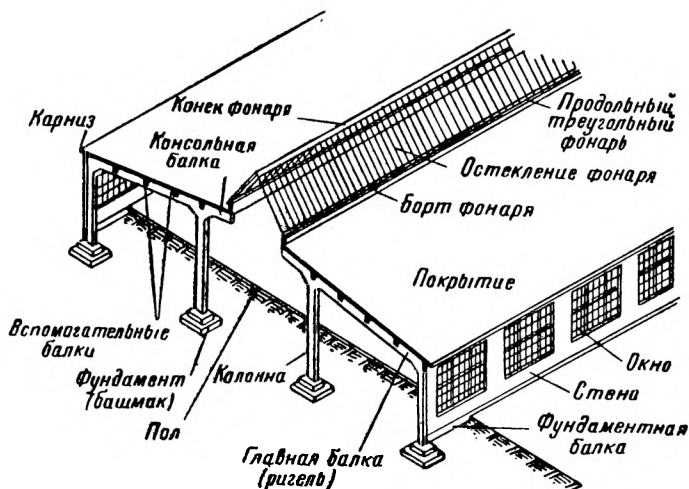 Карниз
Конек фонаря
Консольная
балка
Продольный
треугольный
фонарь
Остекление фонаря
Борт фонаря
Покрытие
Вспомогательные
балки
Фундамент
(башмак)
Пол
Колонна
Главная балка
(ригель)
Окно
Стена
Фундаментная
балка